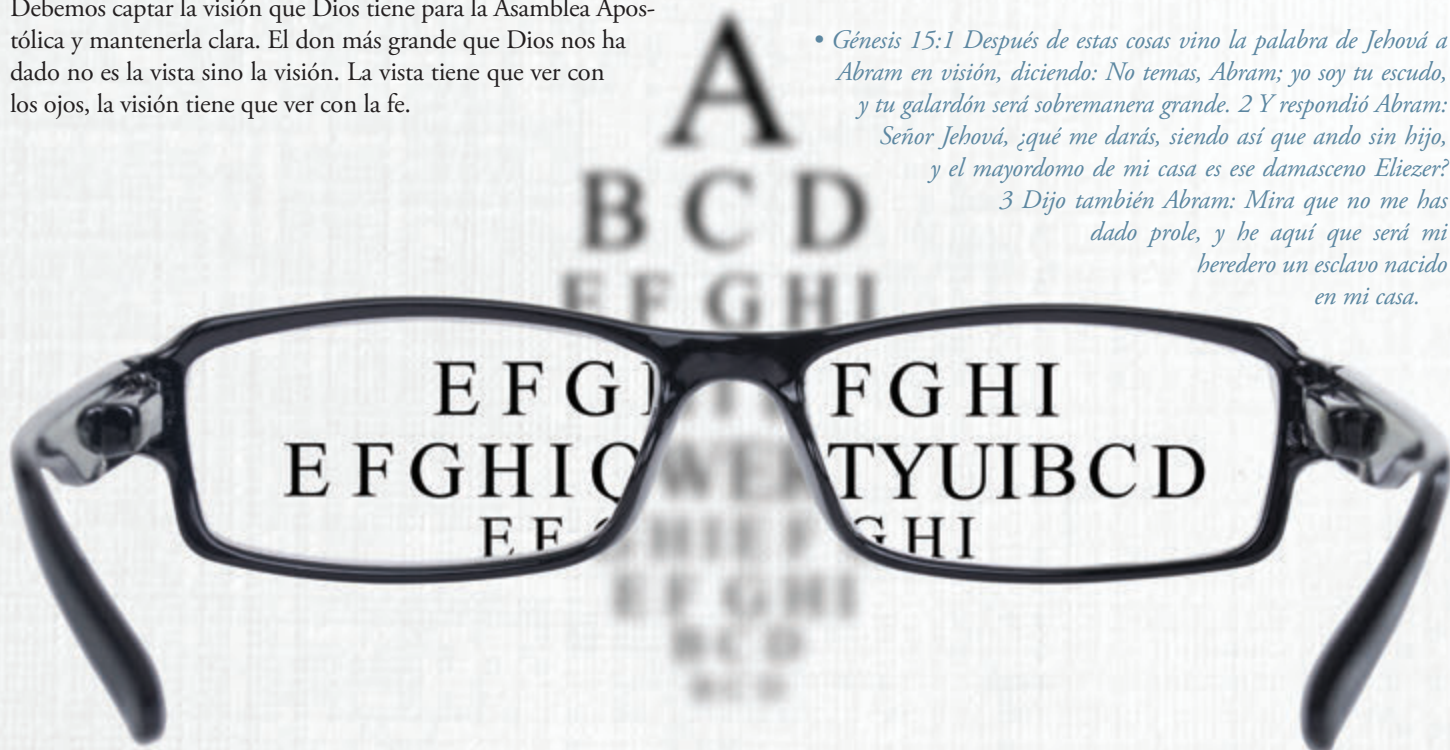 Debemos captar la visión que Dios tiene para la Asamblea Apos-
tólica y mantenerla clara. El don más grande que Dios nos ha
dado no es la vista sino la visión. La vista tiene que ver con
los ojos, la visión tiene que ver con la fe.
• Génesis 15:1 Después de estas cosas vino la palabra de Jehová a
Abram en visión, diciendo: No temas, Abram; yo soy tu escudo,
y tu galardón será sobremanera grande. 2 Y respondió Abram:
Señor Jehová, ¿qué me darás, siendo así que ando sin hijo,
y el mayordomo de mi casa es ese damasceno Eliezer?
3 Dijo también Abram: Mira que no me has
dado prole, y he aquí que será mi
heredero un esclavo nacido
en mi casa.
A
B C D
E F G H I
E F G F G H I
E F G H I Q WER TYUIBCD
E F G H I E F G H I
E F G H I
B C D
B C D